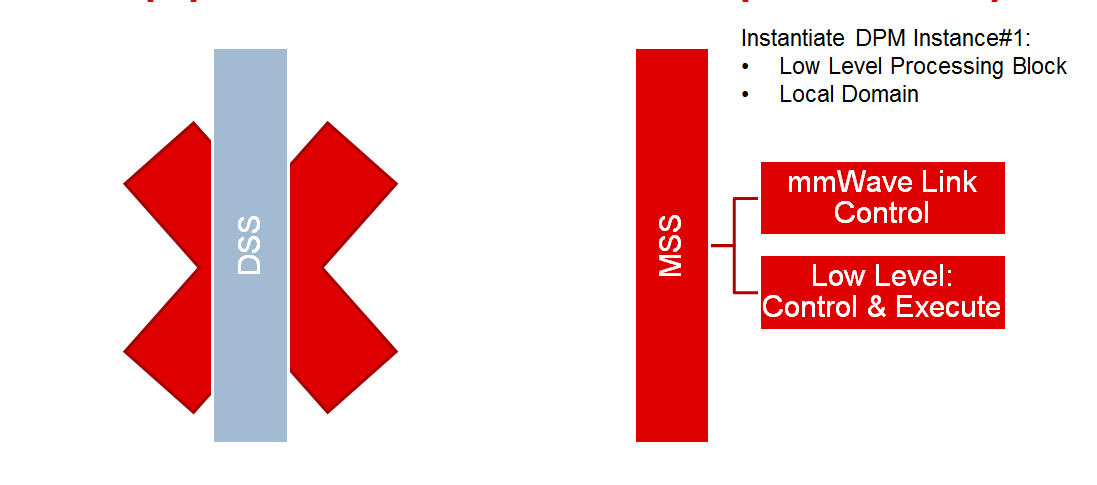 Instantiate DPM Instance#1:
• Low Level Processing Block
• Local Domain
DSS
MSS
mmWave Link
Control
Low Level:
Control & Execute